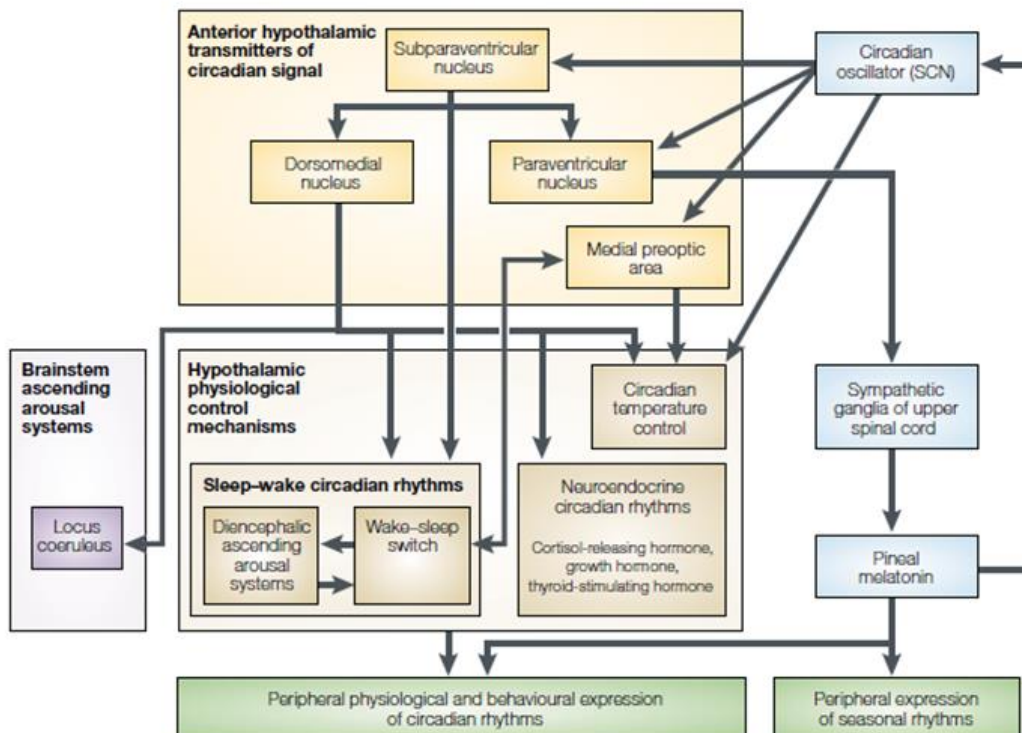 Anterior hypothalamic
transmitters of
circadian signal
Subparaventricular
nucleus
Circadian
oscillator (SCN)
Dorsomedial
nucleus
Paraventricular
nucleus
Medial preoptic
area
Brainstem
ascending
arousal
systems
Hypothalamic
physiological
control
mechanisms
Circadian
temperature
control
Sympathetic
ganglia of upper
spinal cord
Sleep–wake circadian rhythms
Locus
coeruleus
Diencephalic
ascending
arousal
systems
Wake–sleep
switch
Neuroendocrine
circadian rhythms
Cortisol-releasing hormone,
growth hormone,
thyroid-stimulating hormone
Pineal
melatonin
Peripheral physiological and behavioural expression
of circadian rhythms
Peripheral expression
of seasonal rhythms